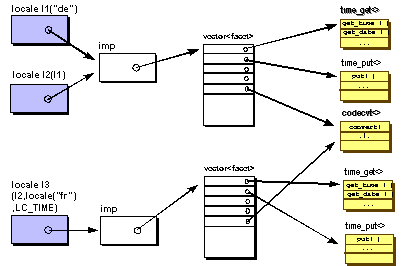 locale l1("de")
time_get<>
get_time (
get_date (
...
imp
vector<facet>
locale l2(l1)
time_put<>
put( (
...
codecvt<>
convert(
locale l3
(l2,locale("fr")
,LC_TIME)
imp
vector<facet>
time_get<>
get_time (
get_date (
...
time_put<>
put( (
...